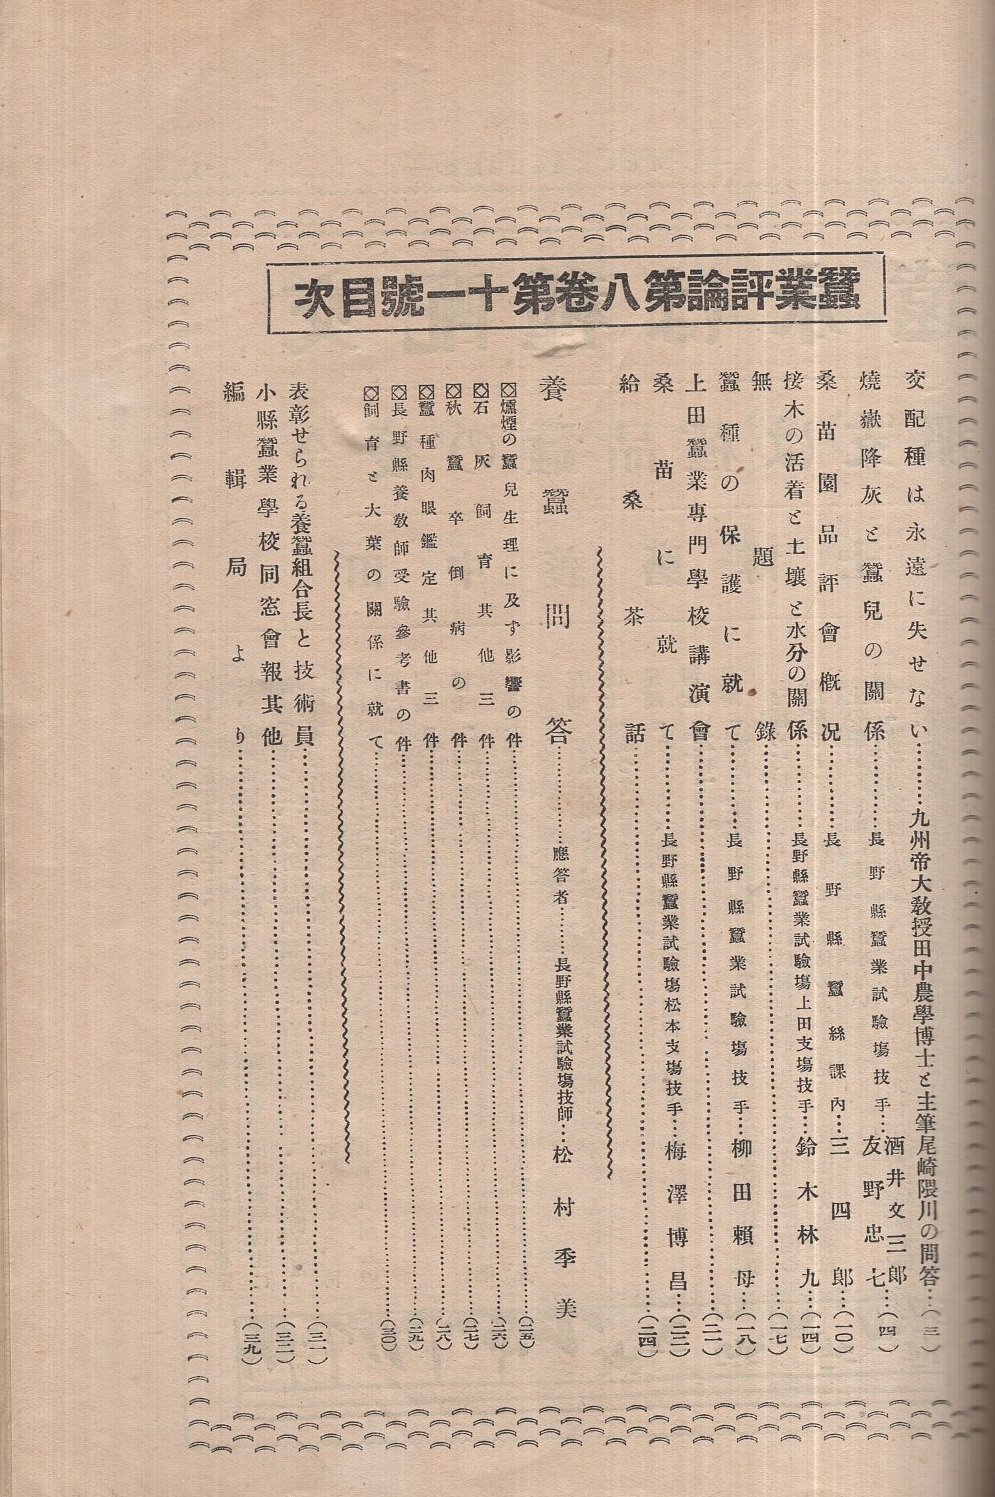 蠶業評論第八卷第十一號目次
交配種は永遠に失せない…………九州帝大敎授田中農學博士と主筆尾崎隈川の問答…(三)
燒嶽降灰と蠶兒の關係…………長野縣蠶業試驗場技手…酒井文三郎 友野忠七…(四)
桑苗園品評會槪况…………長野縣蠶絲課內…三四郎…(一〇)
接木の活着と土壤と水分の關係…………長野縣蠶業試驗場上田支場技手…鈴木林九…(一四)
無題錄…………(一七)
蠶種の保護に就て…………長野縣蠶業試驗場技手…柳田賴母…(一八)
上田蠶業專門學校講演會…………(二一)
桑苗に就て…………長野縣蠶業試驗場松本支場技手…梅澤博昌…(二二)
給桑茶話…………(二四)
養蠶問答…………應答者…………長野縣蠶業試驗場技師…松村季美
燻煙の蠶兒生理に及ず影響の件…………(二五)
石灰飼育其他三件…………(二六)
秋蠶卒倒病の件…………(二七)
蠶種肉眼鑑定其他三件…………(二八)
長野縣養敎師受驗參考書の件…………(二九)
飼育と大葉の關係に就て…………(三〇)
表彰せられる養蠶組合長と技術員…………(三一)
小縣蠶業學校同窓會報其他…………(三二)
編輯局より…………(三九)